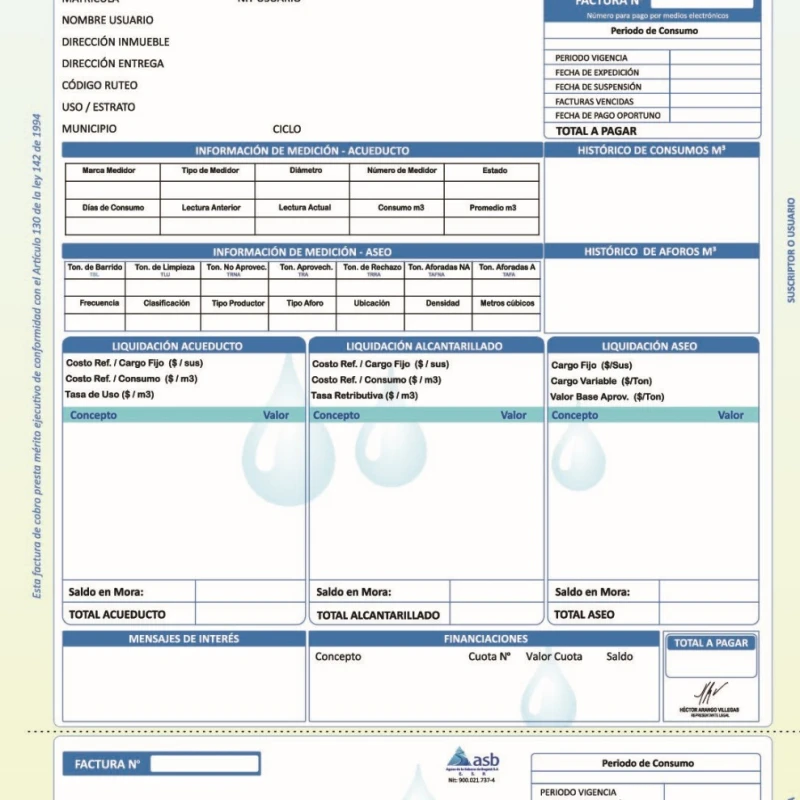 MATRÍCULA NIT USUARIO
NOMBRE USUARIO
DIRECCIÓN INMUEBLE
DIRECCIÓN ENTREGA
CÓDIGO RUTEO
USO / ESTRATO
MUNICIPIO CICLO
FACTURA N°
Número para pago por medios electrónicos
Periodo de Consumo
PERIODO VIGENCIA
FECHA DE EXPEDICIÓN
FECHA DE SUSPENSIÓN
FACTURAS VENCIDAS
FECHA DE PAGO OPORTUNO
TOTAL A PAGAR
INFORMACIÓN DE MEDICIÓN - ACUEDUCTO
Marca Medidor Tipo de Medidor Diámetro Número de Medidor Estado
Días de Consumo Lectura Anterior Lectura Actual Consumo m3 Promedio m3
HISTÓRICO DE CONSUMOS M³
INFORMACIÓN DE MEDICIÓN - ASEO
Ton. de Barrido Ton. de Limpieza Ton. No Aprovec. Ton. Aprovech. Ton. de Rechazo Ton. Aforadas NA Ton. Aforadas A
TBL TLU TRNA TRA TRRA TAFNA TAFA
Frecuencia Clasificación Tipo Productor Tipo Aforo Ubicación Densidad Metros cúbicos
HISTÓRICO DE AFOROS M³
LIQUIDACIÓN ACUEDUCTO
Costo Ref. / Cargo Fijo ($ / sus)
Costo Ref. / Consumo ($ / m3)
Tasa de Uso ($ / m3)
Concepto Valor
Saldo en Mora:
TOTAL ACUEDUCTO
LIQUIDACIÓN ALCANTARILLADO
Costo Ref. / Cargo Fijo ($ / sus)
Costo Ref. / Consumo ($ / m3)
Tasa Retributiva ($ / m3)
Concepto Valor
Saldo en Mora:
TOTAL ALCANTARILLADO
LIQUIDACIÓN ASEO
Cargo Fijo ($/Sus)
Cargo Variable ($/Ton)
Valor Base Aprov. ($/Ton)
Concepto Valor
Saldo en Mora:
TOTAL ASEO
MENSAJES DE INTERÉS
FINANCIACIONES
Concepto Cuota N° Valor Cuota Saldo
TOTAL A PAGAR
HÉCTOR ARANGO VILLEGAS
REPRESENTANTE LEGAL
Esta factura de cobro presta mérito ejecutivo de conformidad con el Artículo 130 de la ley 142 de 1994
SUSCRIPTOR O USUARIO
FACTURA N°
asb
E. S. P.
Nit: 900.021.737-4
Periodo de Consumo
PERIODO VIGENCIA